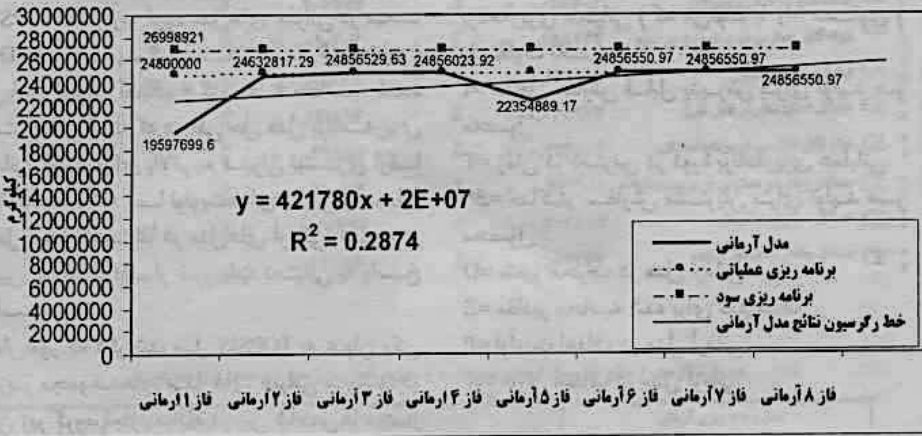 30000000
28000000
26000000
24000000
22000000
20000000
18000000
16000000
14000000
12000000
10000000
8000000
6000000
4000000
2000000
0
کیلوگرم
26998921
24800000
19597699.6
24632817.29
24856529.63
24856023.92
22354889.17
24856550.97
24856550.97
24856550.97
y = 421780x + 2E+07
R² = 0.2874
مدل آرمانی
برنامه ریزی عملیاتی
برنامه ریزی سود
خط رگرسیون نتائج مدل آرمانی
فاز ۱ آرمانی
فاز ۲ آرمانی
فاز ۳ آرمانی
فاز ۴ آرمانی
فاز ۵ آرمانی
فاز ۶ آرمانی
فاز ۷ آرمانی
فاز ۸ آرمانی